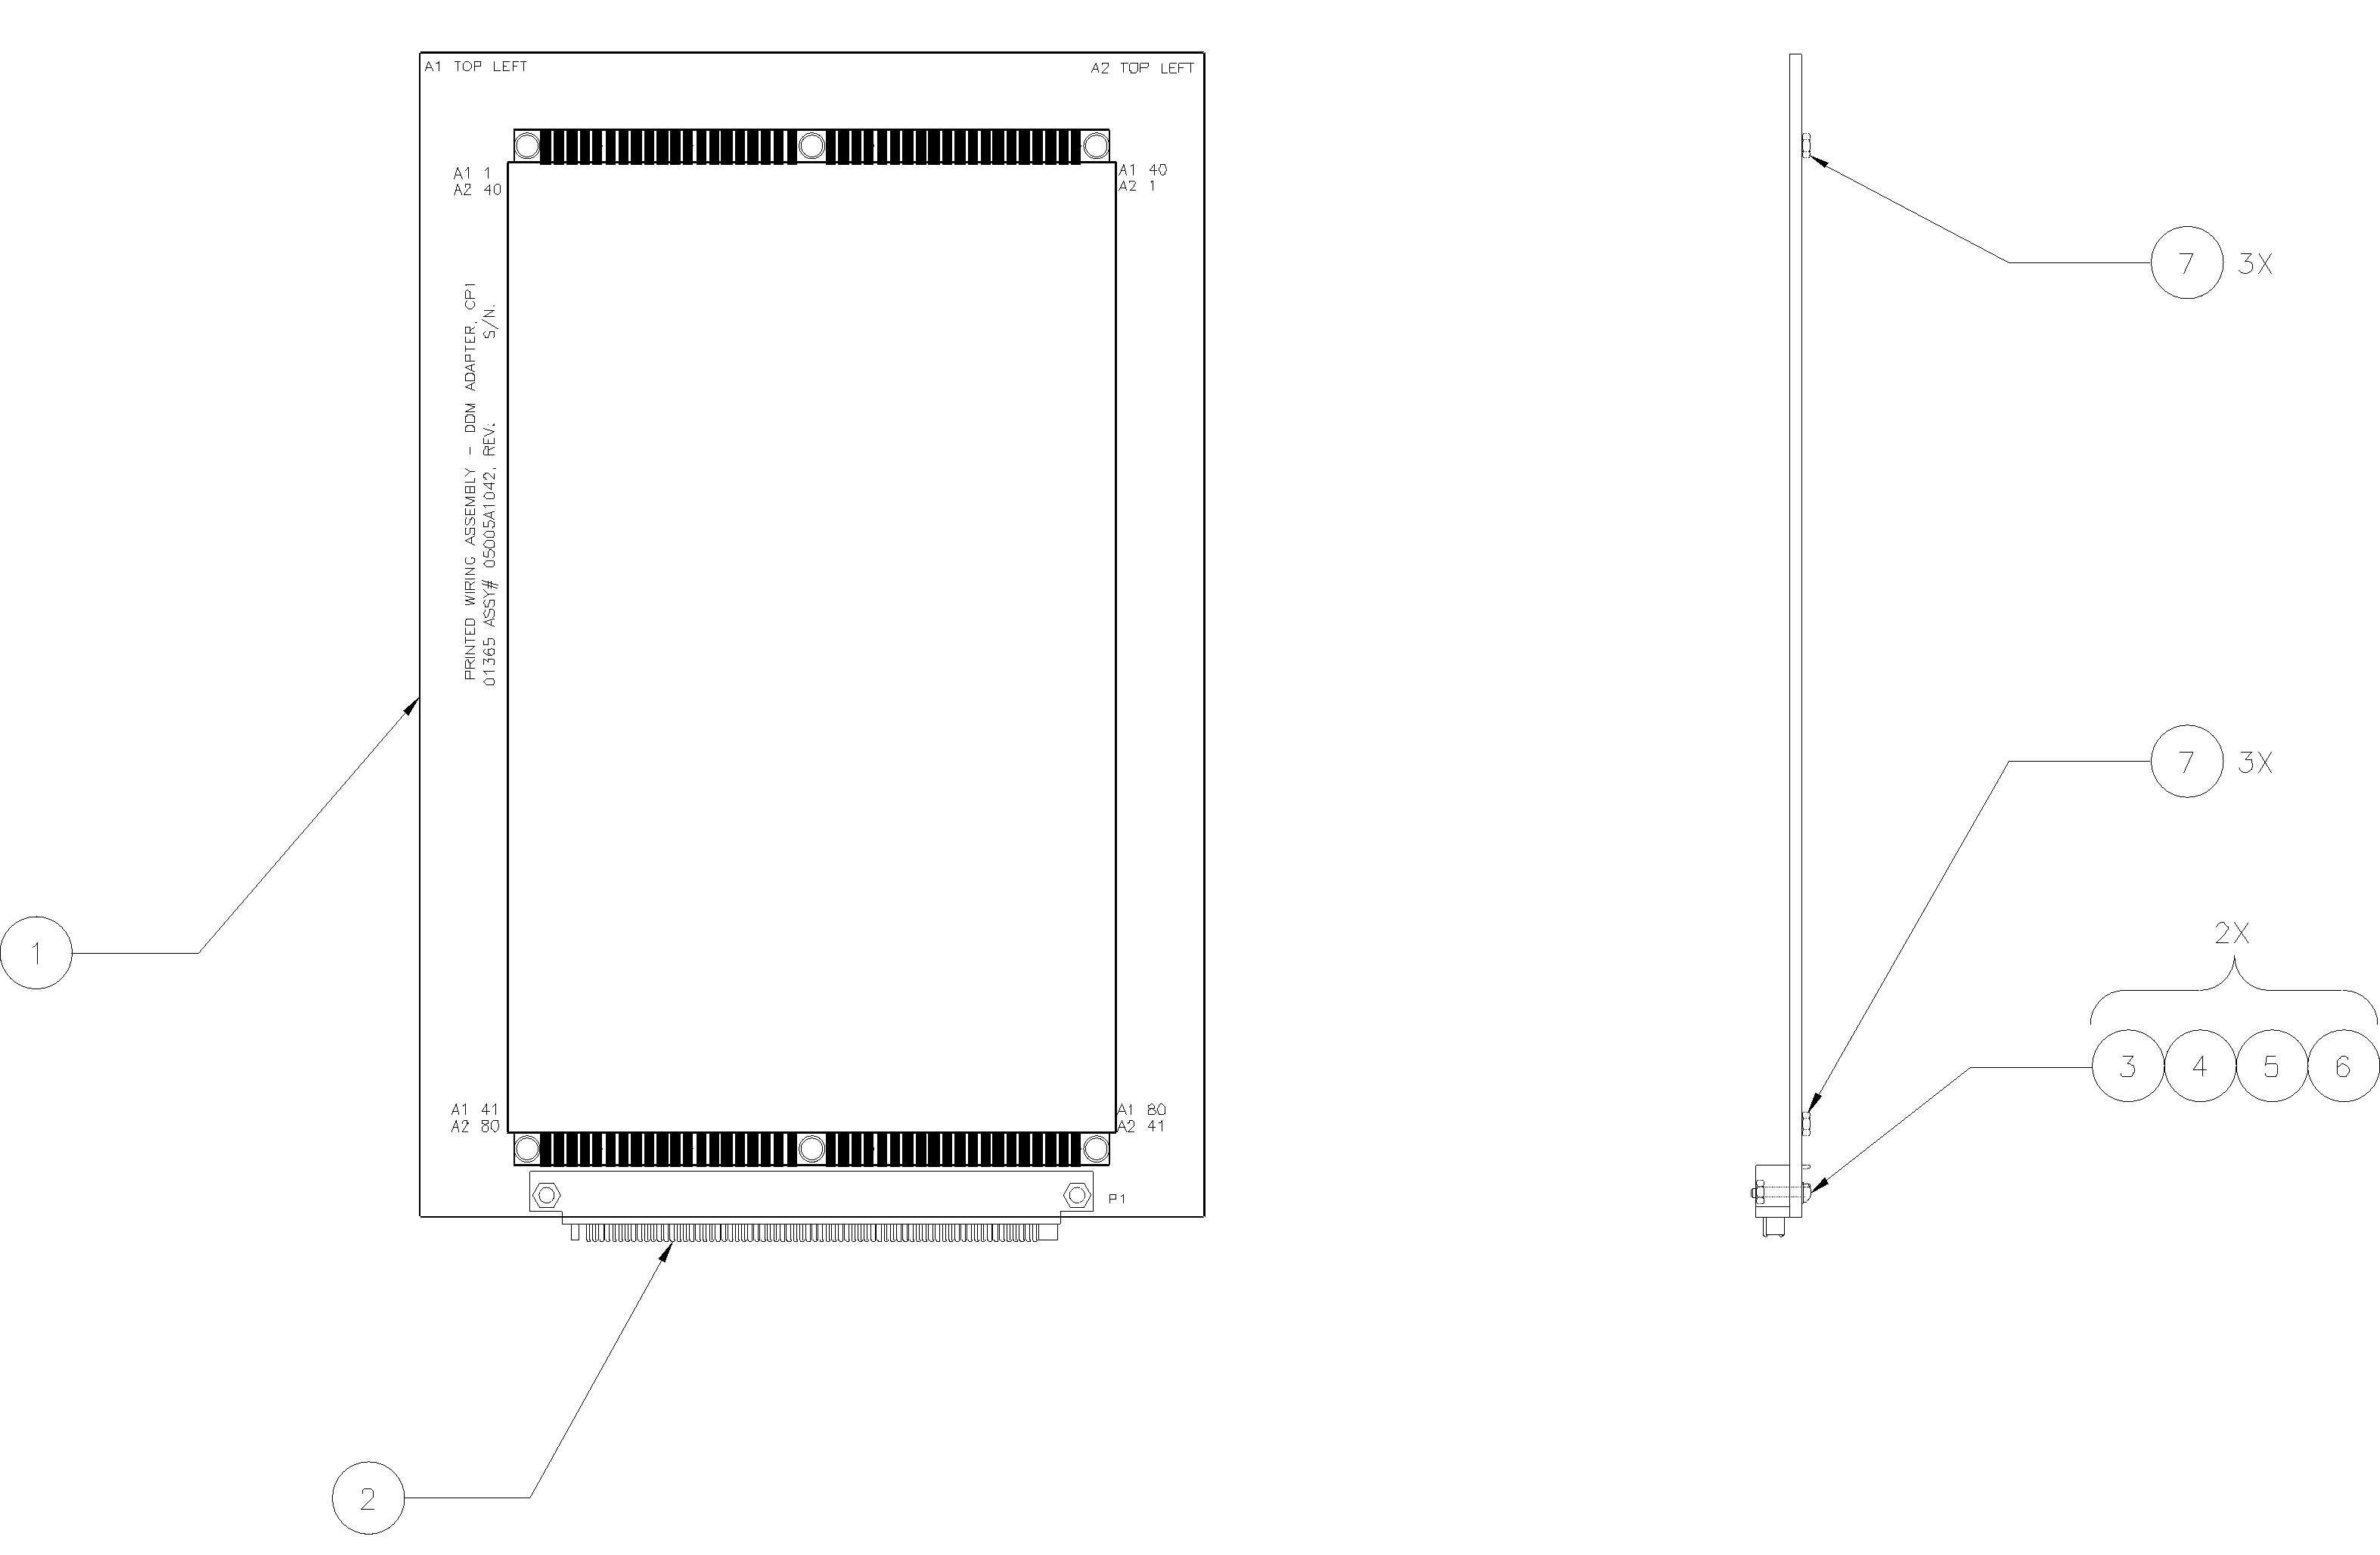 A1 TOP LEFT
A2 TOP LEFT
A1 1
A2 40
A1 40
A2 1
PRINTED WIRING ASSEMBLY - DDM ADAPTER, CP1
01365 ASSY# 05005A1042, REV. S/N.
A1 41
A2 80
A1 80
A2 41
P1
1
2
7 3X
7 3X
2X
3 4 5 6